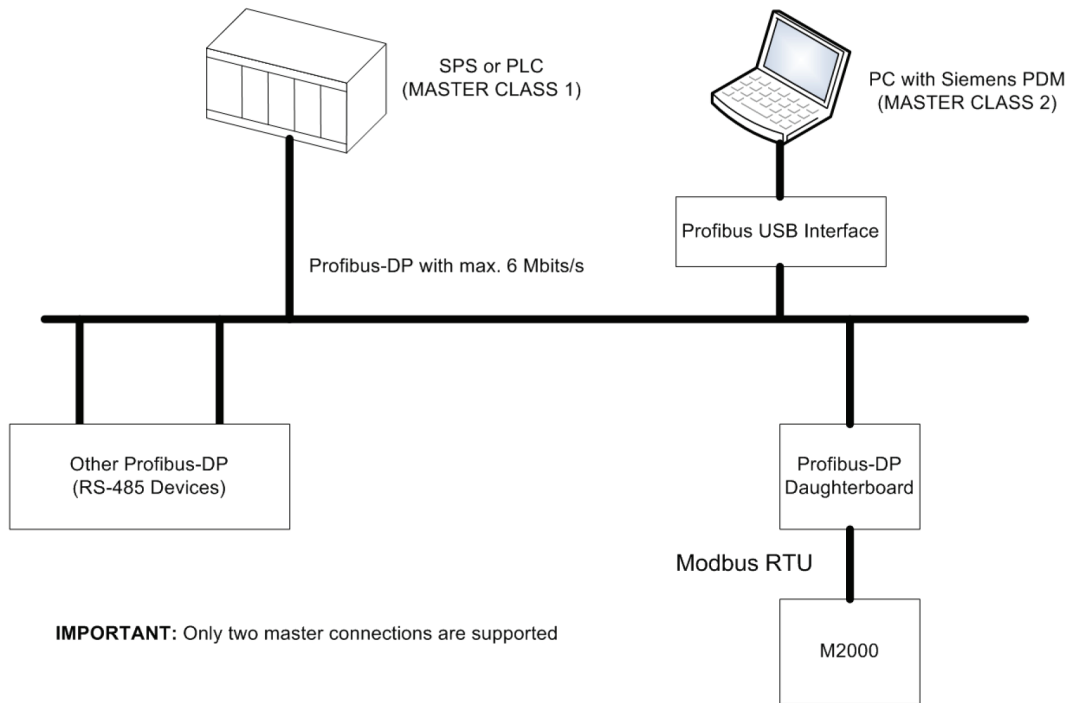 SPS or PLC
(MASTER CLASS 1)
PC with Siemens PDM
(MASTER CLASS 2)
Profibus USB Interface
Profibus-DP with max. 6 Mbits/s
Other Profibus-DP
(RS-485 Devices)
Profibus-DP
Daughterboard
Modbus RTU
IMPORTANT: Only two master connections are supported
M2000